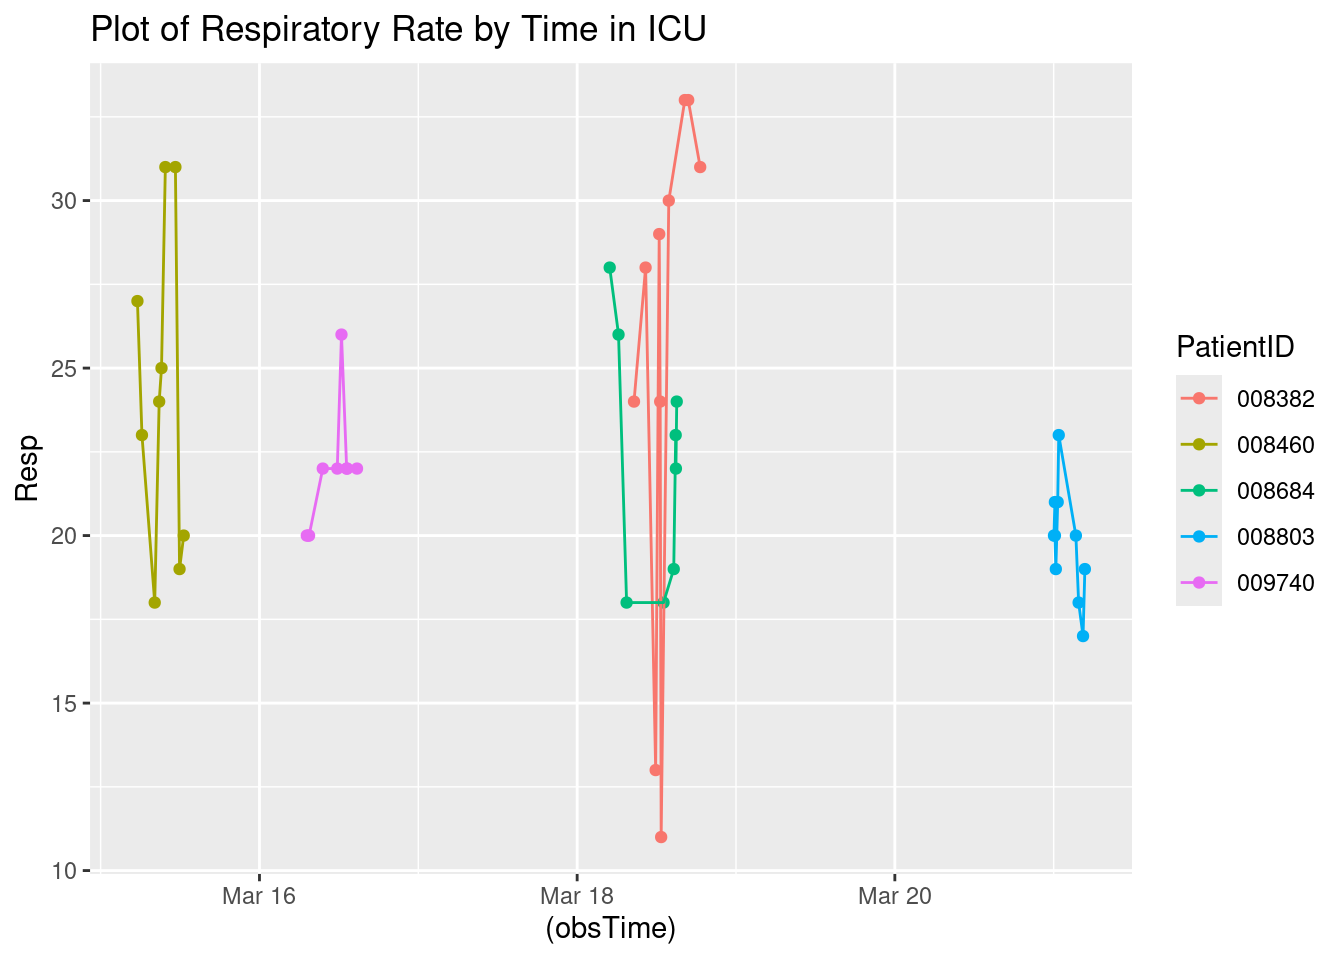 Plot of Respiratory Rate by Time in ICU
30
25
20
15
10
Resp
Mar 16
Mar 18
Mar 20
(obsTime)
PatientID
008382
008460
008684
008803
009740